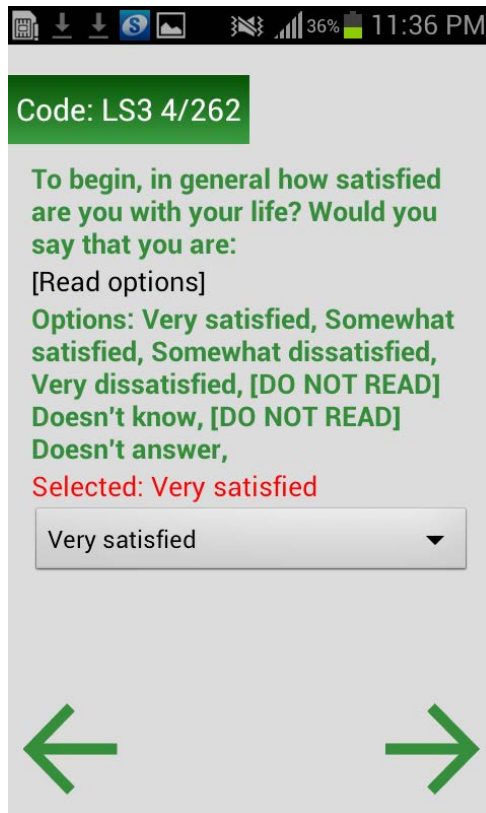 36% 11:36 PM
Code: LS3 4/262
To begin, in general how satisfied
are you with your life? Would you
say that you are:
[Read options]
Options: Very satisfied, Somewhat
satisfied, Somewhat dissatisfied,
Very dissatisfied, [DO NOT READ]
Doesn't know, [DO NOT READ]
Doesn't answer,
Selected: Very satisfied
Very satisfied